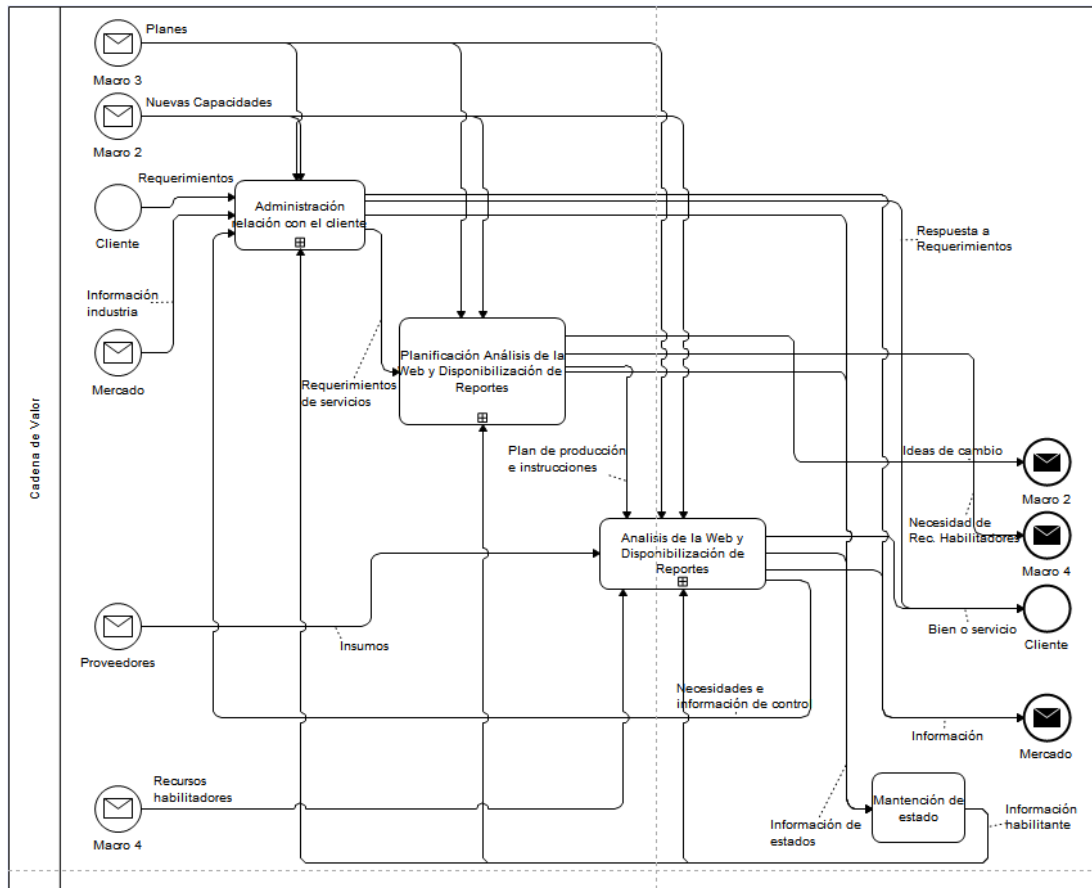 Cadena de Valor
Planes
Macro 3
Nuevas Capacidades
Macro 2
Requerimientos
Cliente
Administración
relación con el cliente
Información
industria
Mercado
Respuesta a
Requerimientos
Planificación Análisis de la
Web y Disponibilización de
Reportes
Requerimientos
de servicios
Plan de producción
e instrucciones
Ideas de cambio
Macro 2
Necesidad de
Rec. Habilitadores
Macro 4
Analisis de la Web y
Disponibilización de
Reportes
Bien o servicio
Cliente
Proveedores
Insumos
Necesidades e
información de contro
Información
Mercado
Recursos
habilitadores
Macro 4
Información de
estados
Mantención de
estado
Información
habilitante